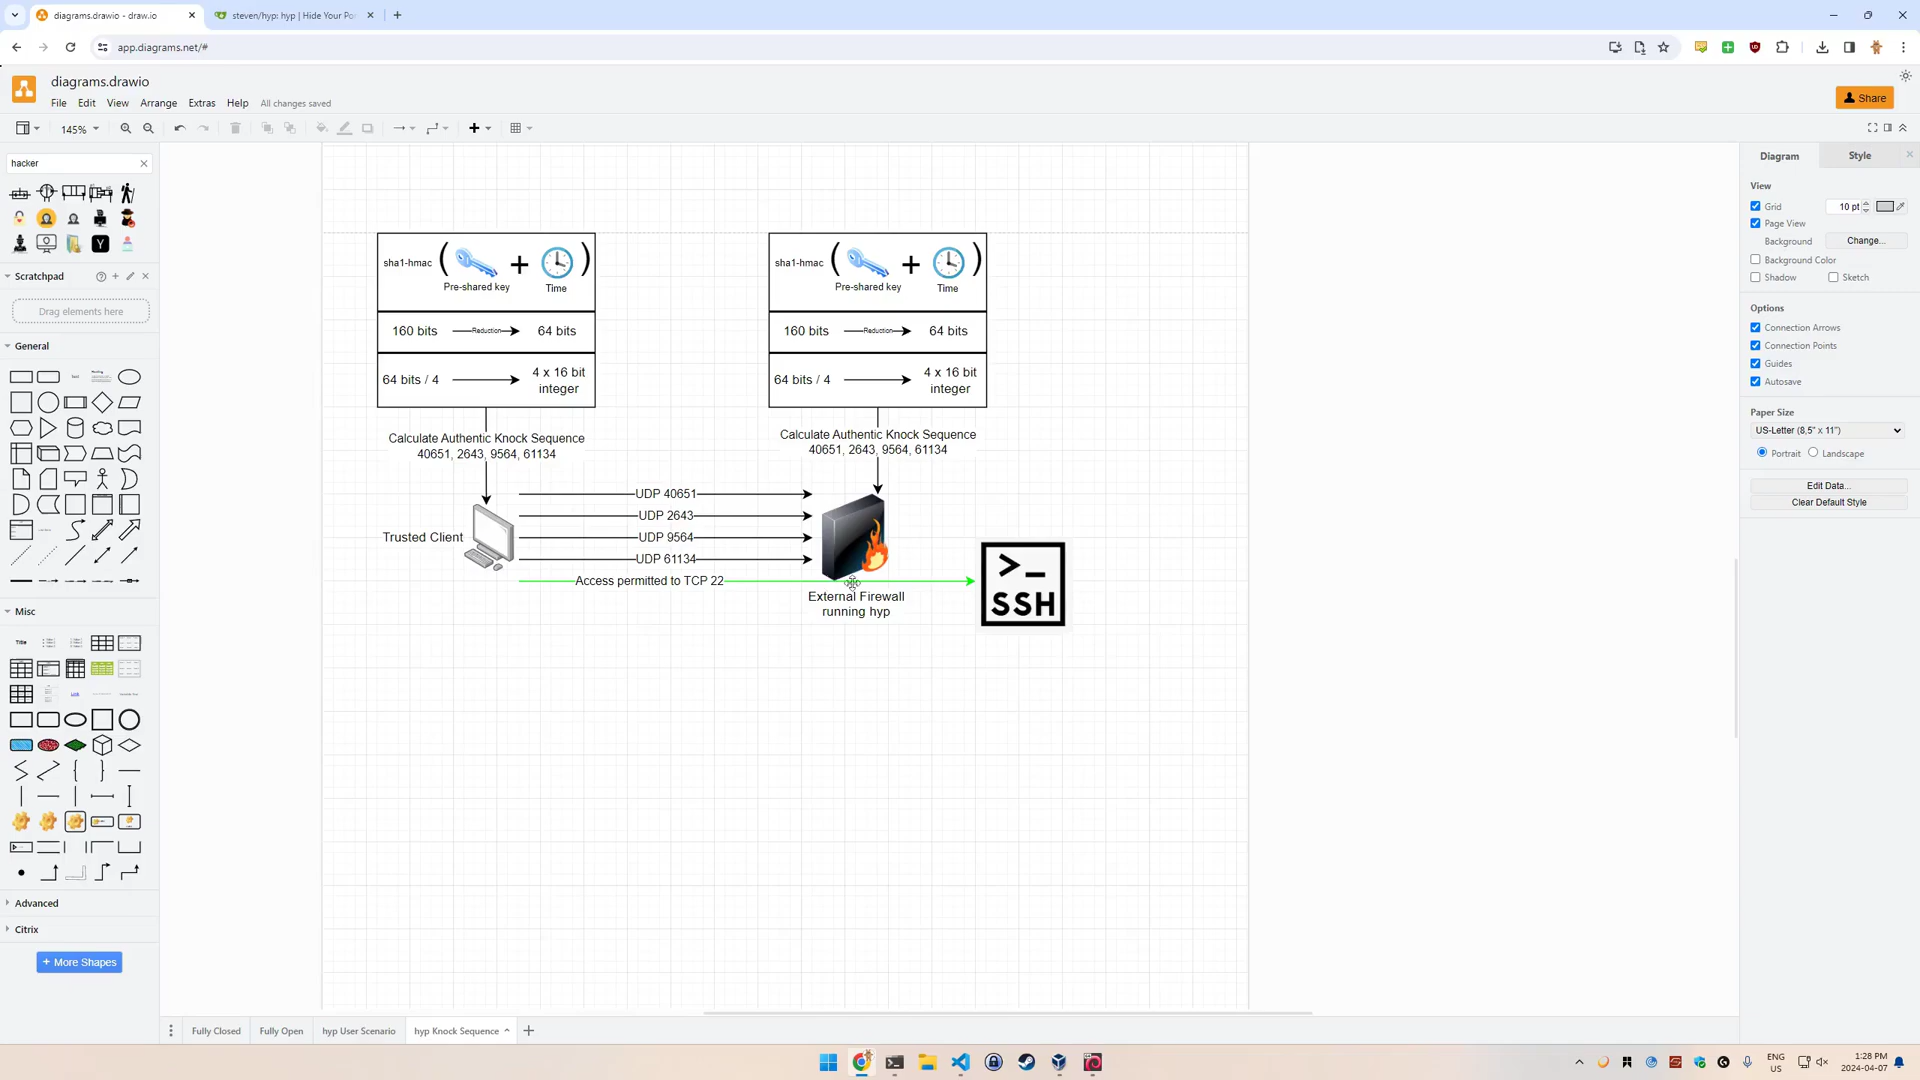 diagrams.drawio - draw.io
steven/hyp: hyp | Hide Your Po
app.diagrams.net/#
diagrams.drawio
File Edit View Arrange Extras Help All changes saved
Share
145%
hacker
Scratchpad
Drag elements here
General
Misc
Advanced
Citrix
+ More Shapes
sha1-hmac ( + )
Pre-shared key Time
160 bits Reduction 64 bits
64 bits / 4 4 x 16 bit
integer
Calculate Authentic Knock Sequence
40651, 2643, 9564, 61134
sha1-hmac ( + )
Pre-shared key Time
160 bits Reduction 64 bits
64 bits / 4 4 x 16 bit
integer
Calculate Authentic Knock Sequence
40651, 2643, 9564, 61134
Trusted Client
UDP 40651
UDP 2643
UDP 9564
UDP 61134
Access permitted to TCP 22
External Firewall
running hyp
>_
SSH
Diagram Style
View
Grid 10 pt
Page View
Background Change...
Background Color
Shadow Sketch
Options
Connection Arrows
Connection Points
Guides
Autosave
Paper Size
US-Letter (8,5" x 11")
Portrait Landscape
Edit Data...
Clear Default Style
Fully Closed Fully Open hyp User Scenario hyp Knock Sequence
ENG
US
1:28 PM
2024-04-07